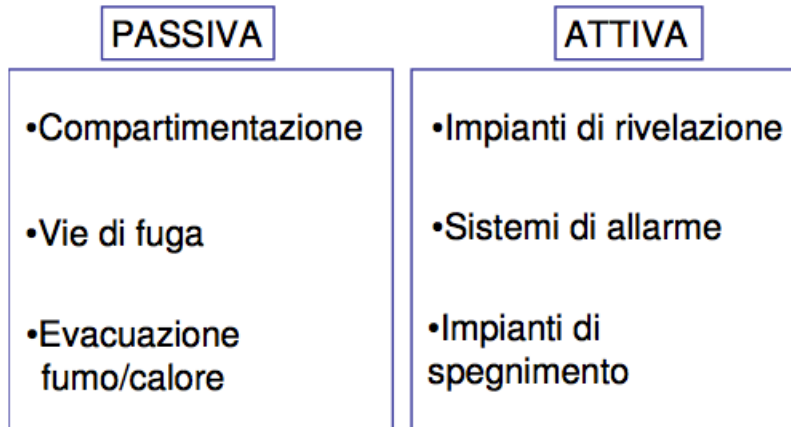 PASSIVA
•Compartimentazione
•Vie di fuga
•Evacuazione
fumo/calore
ATTIVA
•Impianti di rivelazione
•Sistemi di allarme
•Impianti di
spegnimento